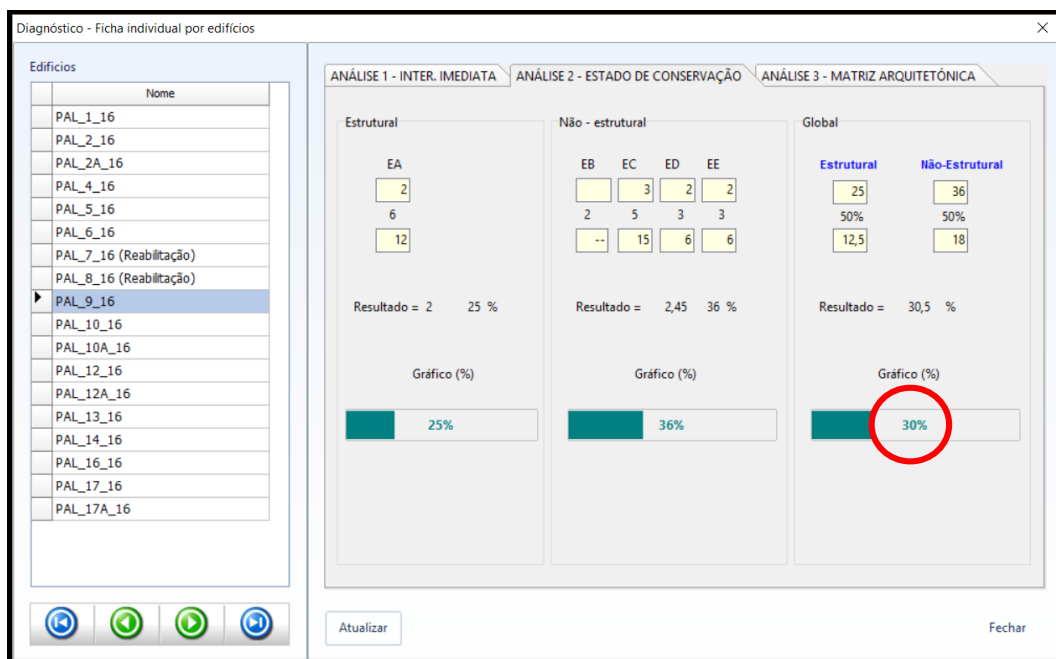 Diagnóstico - Ficha individual por edifícios
Edifícios
Nome
PAL_1_16
PAL_2_16
PAL_2A_16
PAL_4_16
PAL_5_16
PAL_6_16
PAL_7_16 (Reabilitação)
PAL_8_16 (Reabilitação)
PAL_9_16
PAL_10_16
PAL_10A_16
PAL_12_16
PAL_12A_16
PAL_13_16
PAL_14_16
PAL_16_16
PAL_17_16
PAL_17A_16
ANÁLISE 1 - INTER. IMEDIATA ANÁLISE 2 - ESTADO DE CONSERVAÇÃO ANÁLISE 3 - MATRIZ ARQUITETÓNICA
Estrutural
EA
2
6
12
Resultado = 2 25 %
Gráfico (%)
25%
Não - estrutural
EB EC ED EE
3 2 2
2 5 3 3
-- 15 6 6
Resultado = 2,45 36 %
Gráfico (%)
36%
Global
Estrutural Não-Estrutural
25 36
50% 50%
12,5 18
Resultado = 30,5 %
Gráfico (%)
30%
Atualizar Fechar